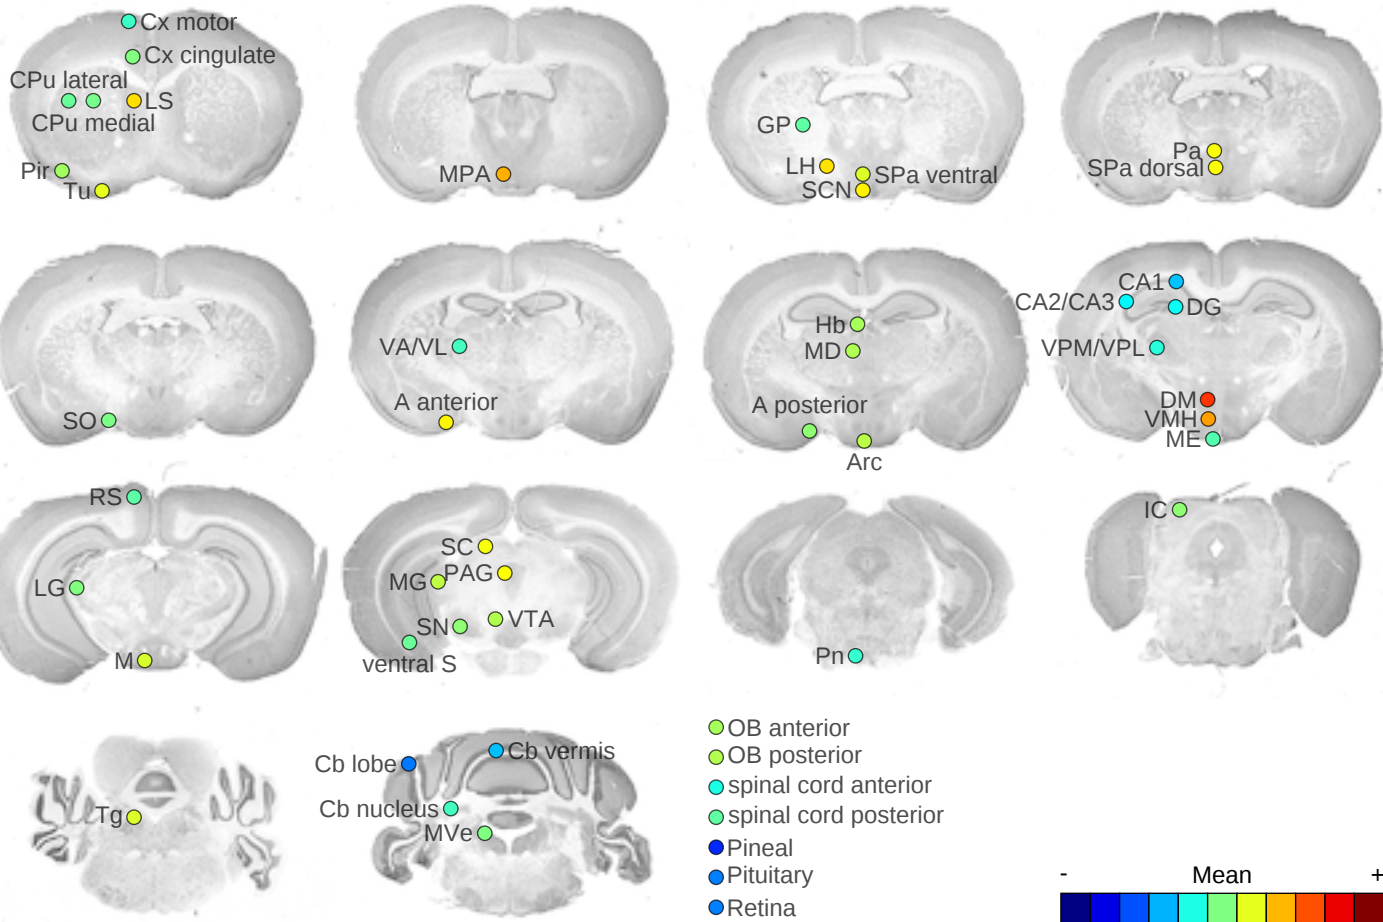 Cx motor
Cx cingulate
CPu lateral
LS
CPu medial
Pir
Tu
MPA
GP
LH
SPa ventral
SCN
Pa
SPa dorsal
SO
VA/VL
A anterior
Hb
MD
A posterior
Arc
CA1
CA2/CA3
DG
VPM/VPL
DM
VMH
ME
RS
LG
M
SC
PAG
MG
VTA
SN
ventral S
Pn
IC
Tg
Cb lobe
Cb vermis
Cb nucleus
MVe
OB anterior
OB posterior
spinal cord anterior
spinal cord posterior
Pineal
Pituitary
Retina
- Mean +